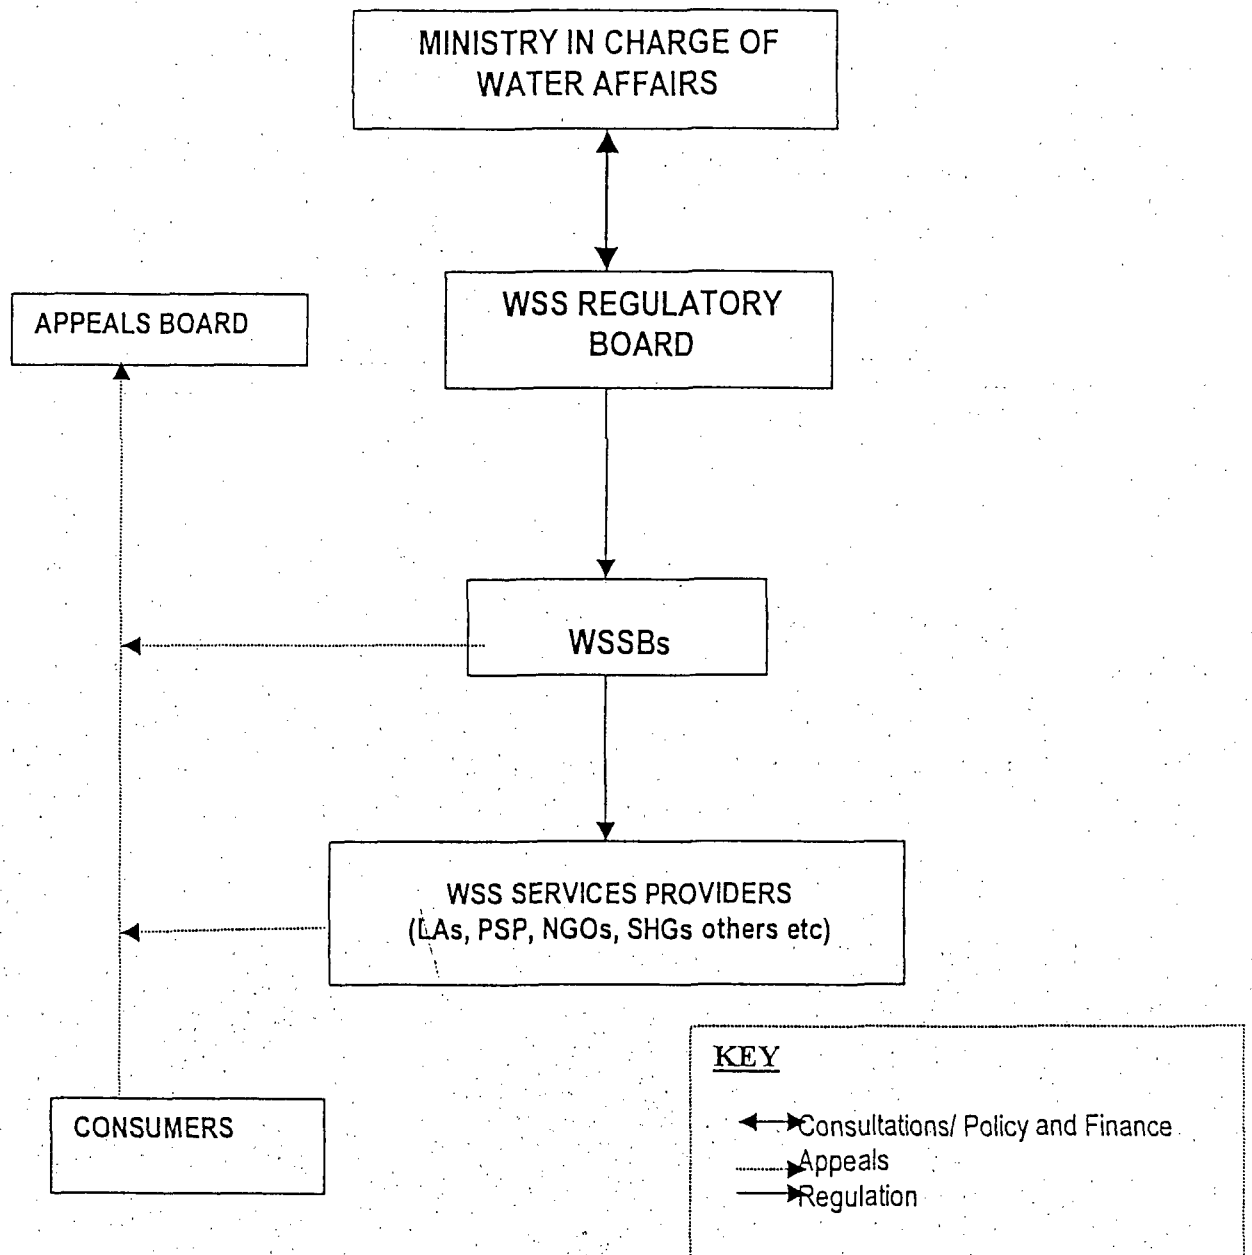 MINISTRY IN CHARGE OF
WATER AFFAIRS
WSS REGULATORY
BOARD
APPEALS BOARD
WSSBs
WSS SERVICES PROVIDERS
(LAs, PSP, NGOs, SHGs others etc)
CONSUMERS
KEY
Consultations/ Policy and Finance
Appeals
Regulation